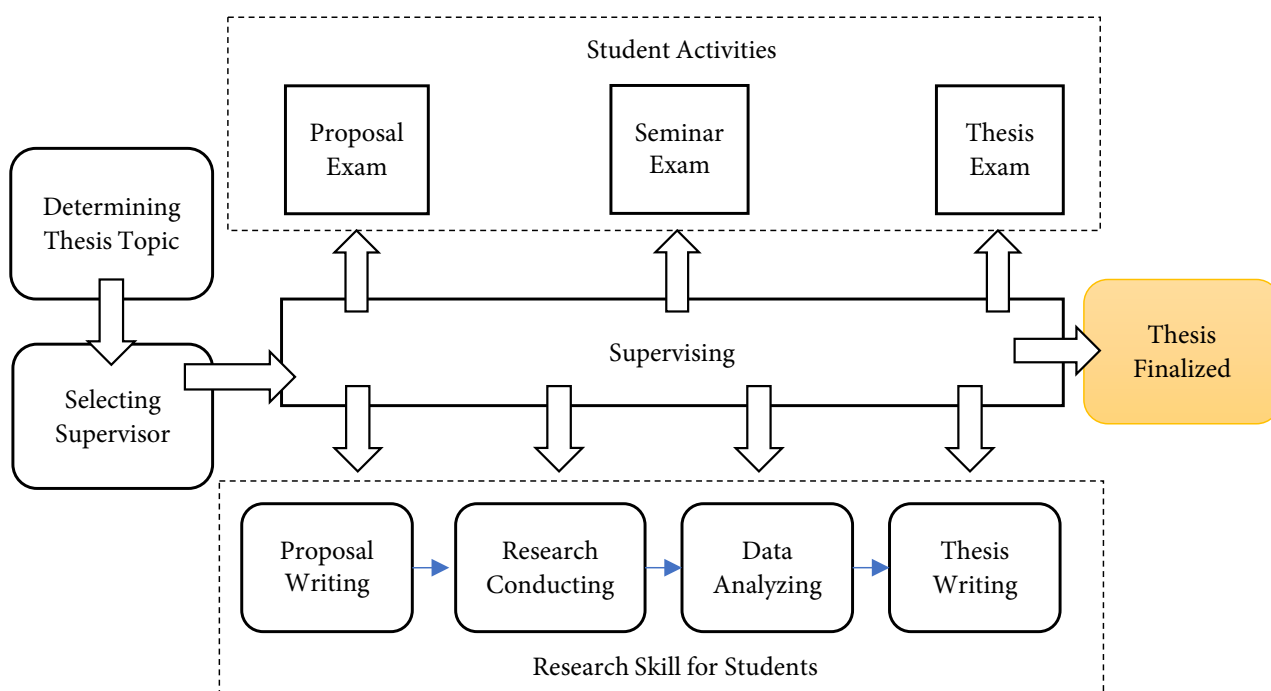 Student Activities
Proposal
Exam
Seminar
Exam
Thesis
Exam
Determining
Thesis Topic
Selecting
Supervisor
Supervising
Thesis
Finalized
Proposal
Writing
Research
Conducting
Data
Analyzing
Thesis
Writing
Research Skill for Students